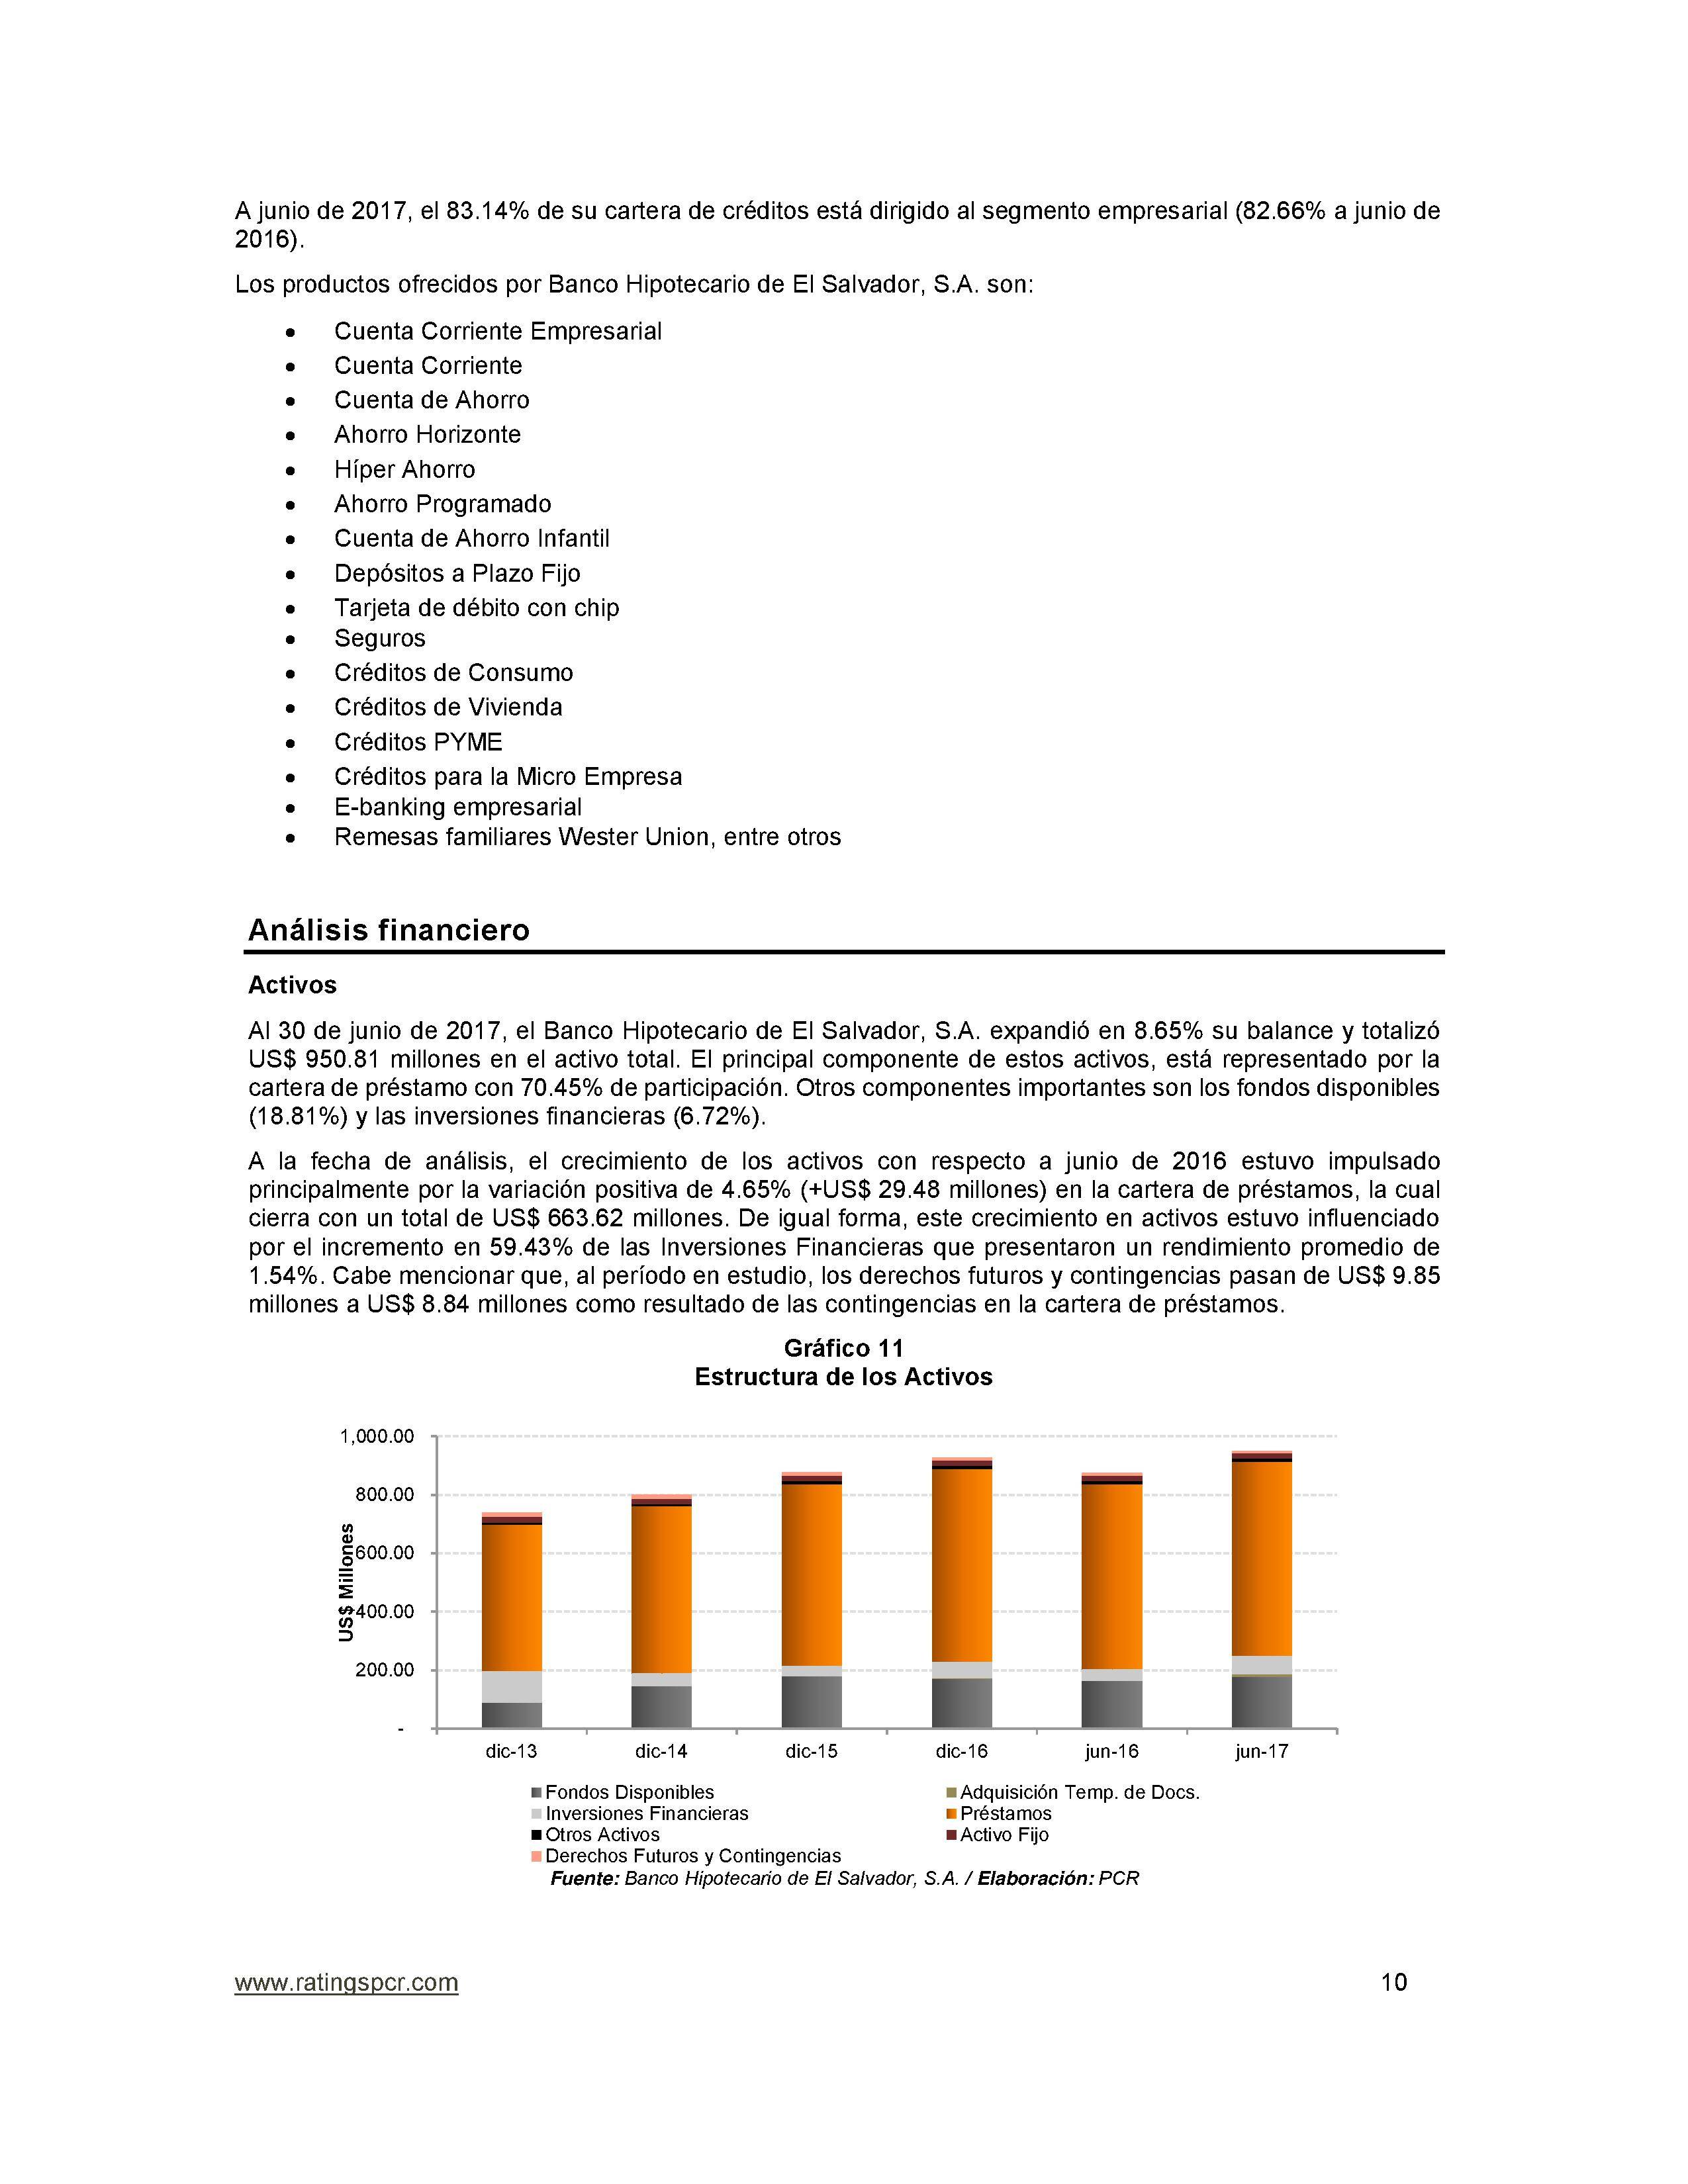 A junio de 2017, el 83.14% de su cartera de créditos está dirigido al segmento empresarial (82.66% a junio de
2016).
Los productos ofrecidos por Banco Hipotecario de El Salvador, S.A. son:
• Cuenta Corriente Empresarial
• Cuenta Corriente
• Cuenta de Ahorro
• Ahorro Horizonte
• Híper Ahorro
• Ahorro Programado
• Cuenta de Ahorro Infantil
• Depósitos a Plazo Fijo
• Tarjeta de débito con chip
• Seguros
• Créditos de Consumo
• Créditos de Vivienda
• Créditos PYME
• Créditos para la Micro Empresa
• E-banking empresarial
• Remesas familiares Wester Union, entre otros
Análisis financiero
Activos
Al 30 de junio de 2017, el Banco Hipotecario de El Salvador, S.A. expandió en 8.65% su balance y totalizó
US$ 950.81 millones en el activo total. El principal componente de estos activos, está representado por la
cartera de préstamo con 70.45% de participación. Otros componentes importantes son los fondos disponibles
(18.81%) y las inversiones financieras (6.72%).
A la fecha de análisis, el crecimiento de los activos con respecto a junio de 2016 estuvo impulsado
principalmente por la variación positiva de 4.65% (+US$ 29.48 millones) en la cartera de préstamos, la cual
cierra con un total de US$ 663.62 millones. De igual forma, este crecimiento en activos estuvo influenciado
por el incremento en 59.43% de las Inversiones Financieras que presentaron un rendimiento promedio de
1.54%. Cabe mencionar que, al período en estudio, los derechos futuros y contingencias pasan de US$ 9.85
millones a US$ 8.84 millones como resultado de las contingencias en la cartera de préstamos.
Gráfico 11
Estructura de los Activos
US$ Millones
1,000.00
800.00
600.00
400.00
200.00
-
dic-13 dic-14 dic-15 dic-16 jun-16 jun-17
Fondos Disponibles Adquisición Temp. de Docs.
Inversiones Financieras Préstamos
Otros Activos Activo Fijo
Derechos Futuros y Contingencias
Fuente: Banco Hipotecario de El Salvador, S.A. / Elaboración: PCR
www.ratingspcr.com 10